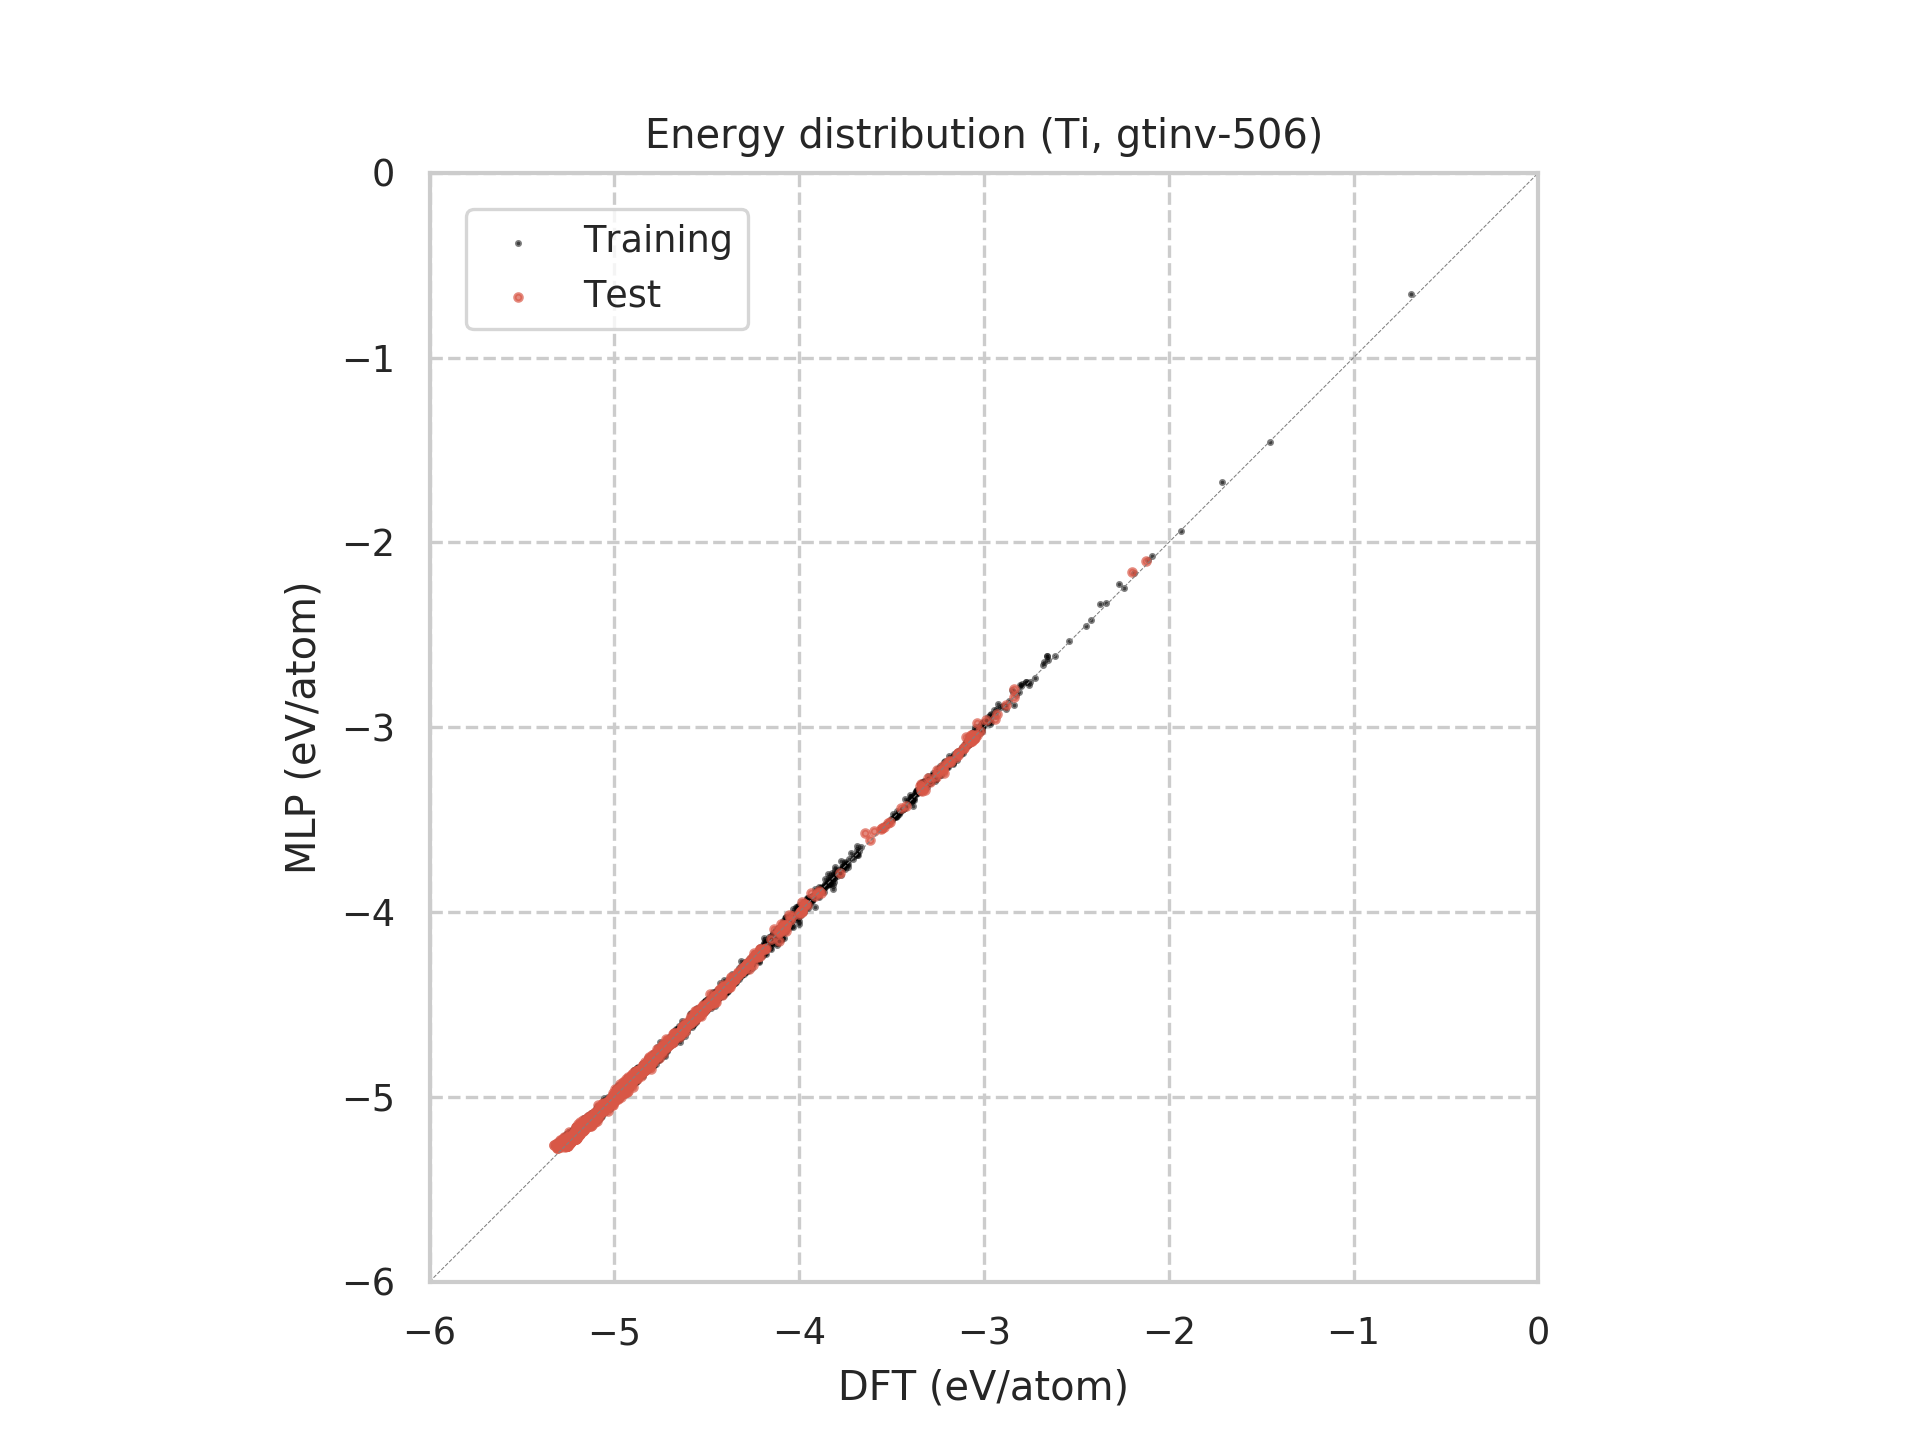 Energy distribution (Ti, gtinv-506)
0
−1
−2
−3
−4
−5
−6
Training
Test
MLP (eV/atom)
−6 −5 −4 −3 −2 −1 0
DFT (eV/atom)